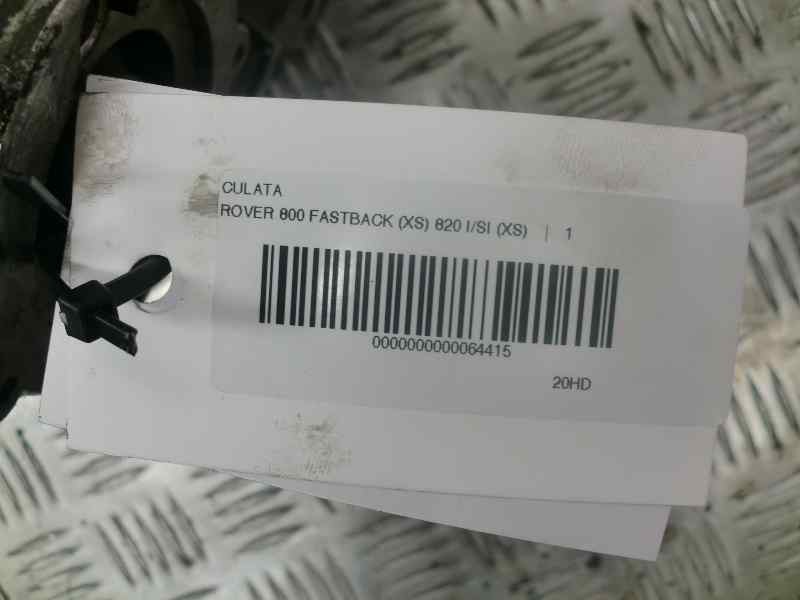 CULATA
ROVER 800 FASTBACK (XS) 820 I/SI (XS) | 1
0000000000064415
20HD